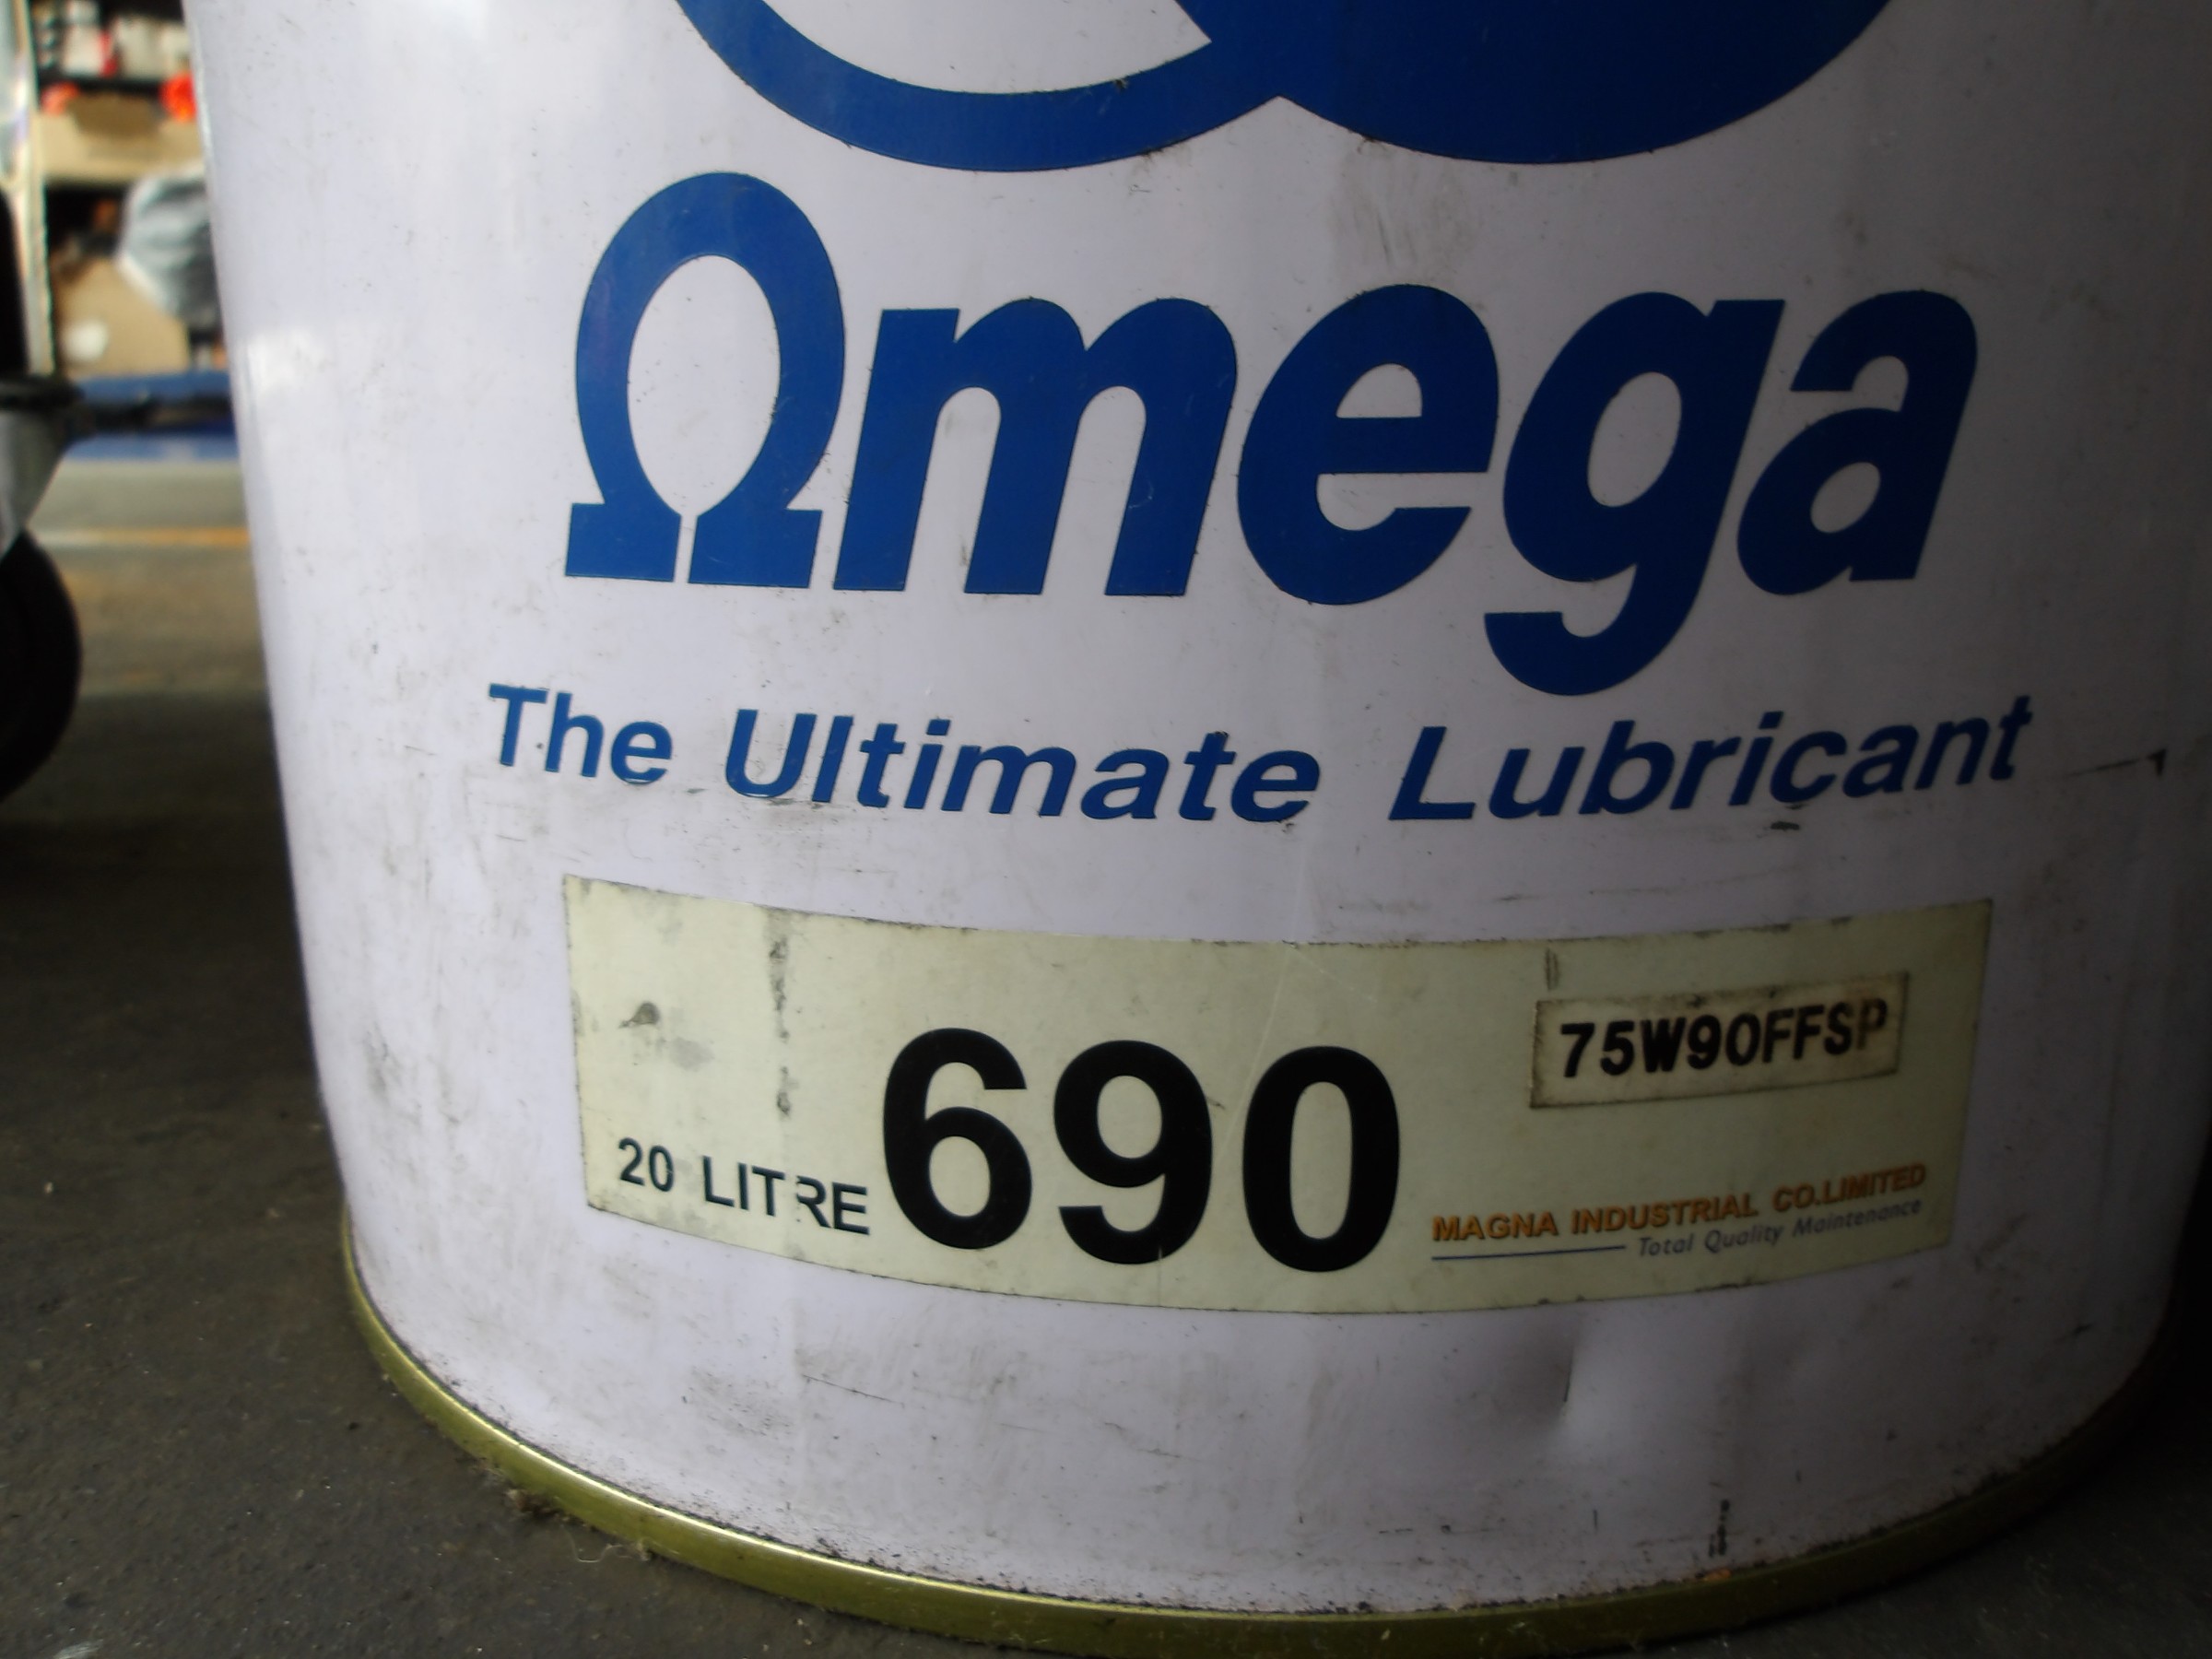 Ωmega
The Ultimate Lubricant
75W90FFSP
20 LITRE 690
MAGNA INDUSTRIAL CO.LIMITED
Total Quality Maintenance